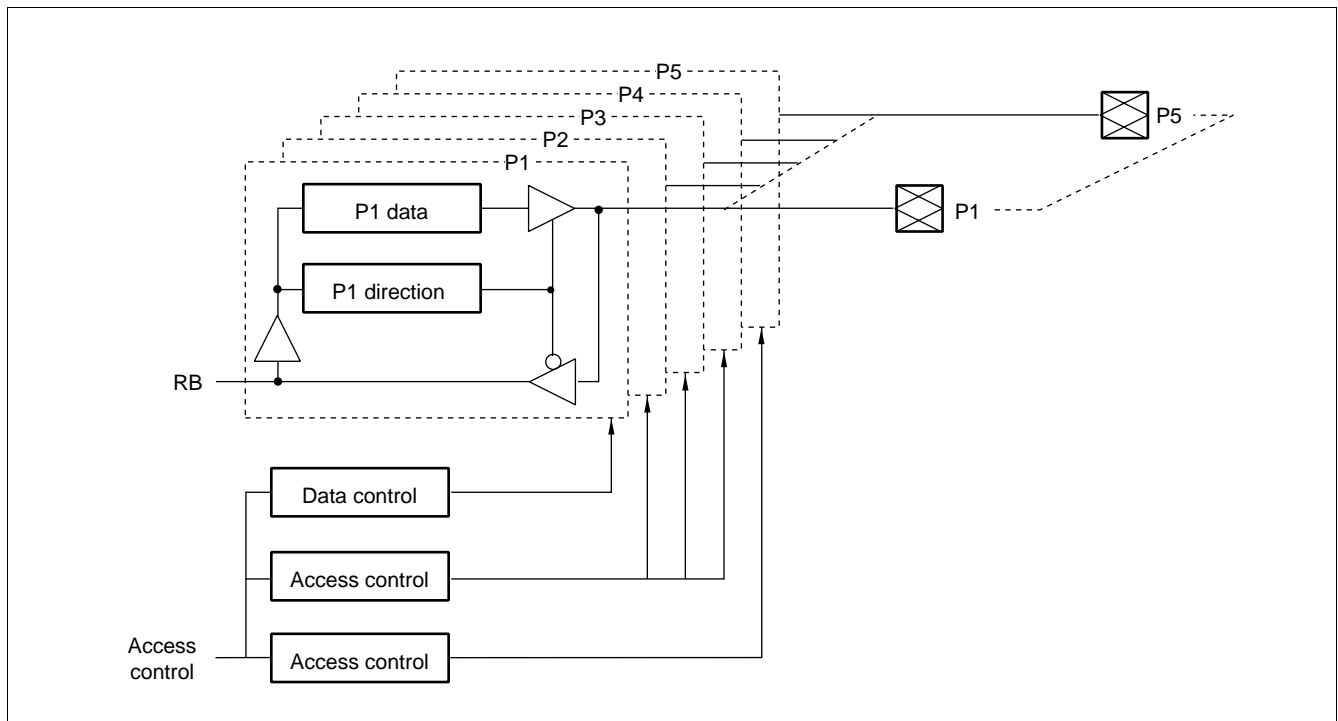 P5
P4
P3
P2
P1
P5
P1 data
P1
P1 direction
RB
Data control
Access control
Access
control
Access control